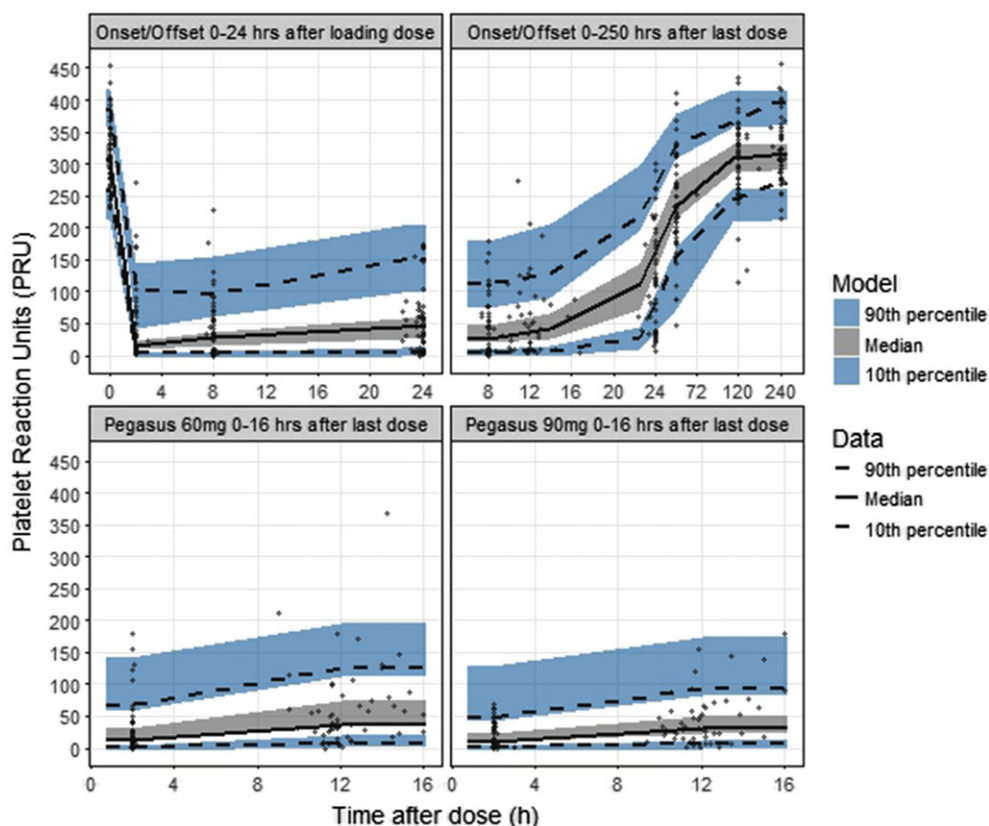 Onset/Offset 0-24 hrs after loading dose
Onset/Offset 0-250 hrs after last dose
450
400
350
300
250
200
150
100
50
0
0 4 8 12 16 20 24
8 12 16 20 24 72 120 240
Pegasus 60mg 0-16 hrs after last dose
Pegasus 90mg 0-16 hrs after last dose
450
400
350
300
250
200
150
100
50
0
0 4 8 12 16
0 4 8 12 16
Platelet Reaction Units (PRU)
Time after dose (h)
Model
90th percentile
Median
10th percentile
Data
90th percentile
Median
10th percentile